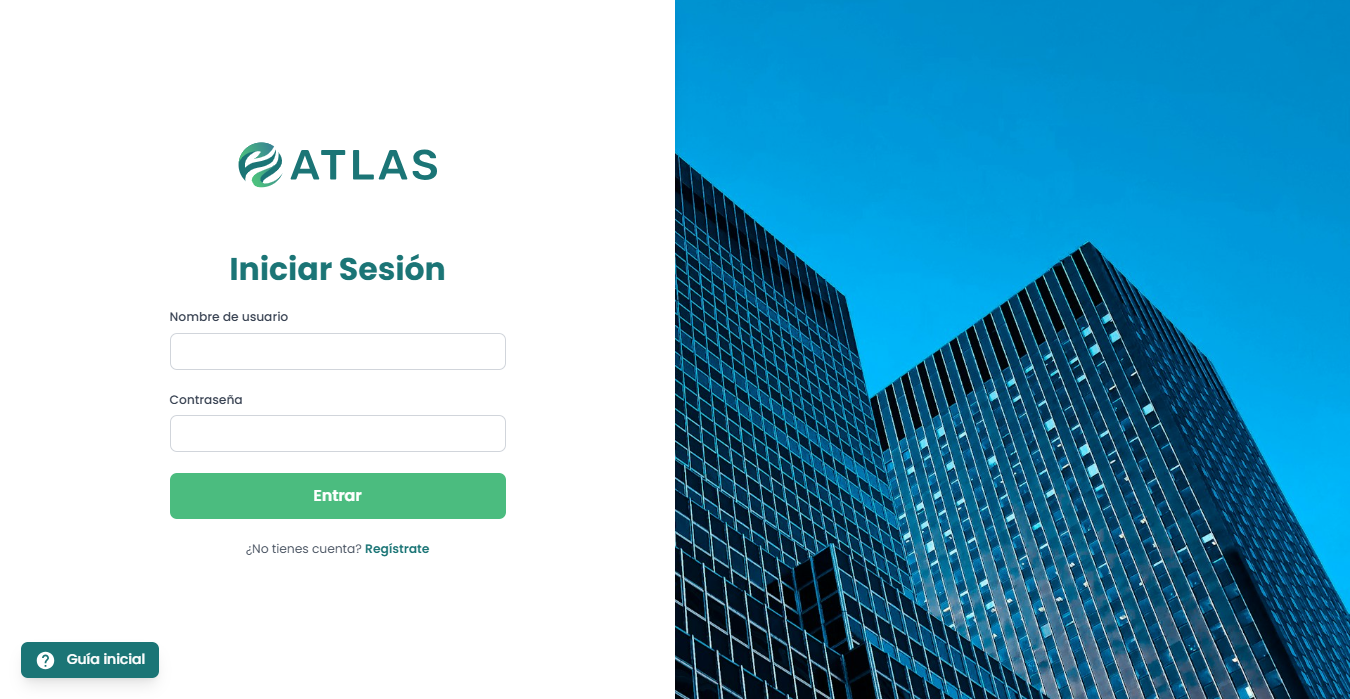 ATLAS
Iniciar Sesión
Nombre de usuario
Contraseña
Entrar
¿No tienes cuenta? Regístrate
Guía inicial